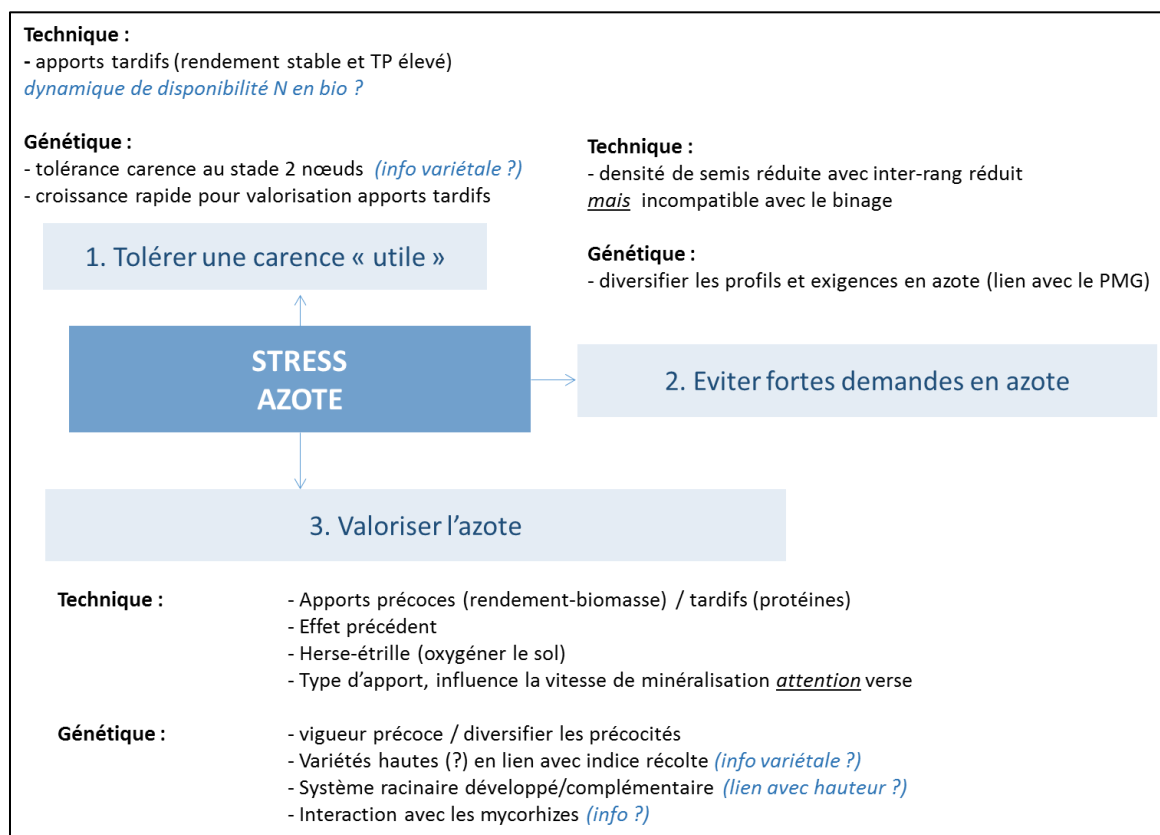 Technique :
- apports tardifs (rendement stable et TP élevé)
dynamique de disponibilité N en bio ?
Génétique :
- tolérance carence au stade 2 nœuds (info variétale ?)
- croissance rapide pour valorisation apports tardifs
1. Tolérer une carence « utile »
Technique :
- densité de semis réduite avec inter-rang réduit
mais incompatible avec le binage
Génétique :
- diversifier les profils et exigences en azote (lien avec le PMG)
STRESS
AZOTE
2. Eviter fortes demandes en azote
3. Valoriser l’azote
Technique :
- Apports précoces (rendement-biomasse) / tardifs (protéines)
- Effet précédent
- Herse-étrille (oxygéner le sol)
- Type d’apport, influence la vitesse de minéralisation attention verse
Génétique :
- vigueur précoce / diversifier les précocités
- Variétés hautes (?) en lien avec indice récolte (info variétale ?)
- Système racinaire développé/complémentaire (lien avec hauteur ?)
- Interaction avec les mycorhizes (info ?)